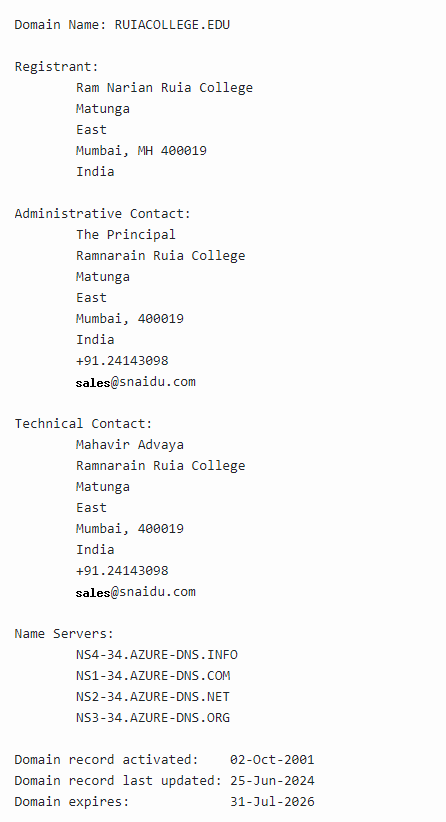 Domain Name: RUIACOLLEGE.EDU
Registrant:
Ram Narian Ruia College
Matunga
East
Mumbai, MH 400019
India
Administrative Contact:
The Principal
Ramnarain Ruia College
Matunga
East
Mumbai, 400019
India
+91.24143098
sales@snaidu.com
Technical Contact:
Mahavir Advaya
Ramnarain Ruia College
Matunga
East
Mumbai, 400019
India
+91.24143098
sales@snaidu.com
Name Servers:
NS4-34.AZURE-DNS.INFO
NS1-34.AZURE-DNS.COM
NS2-34.AZURE-DNS.NET
NS3-34.AZURE-DNS.ORG
Domain record activated: 02-Oct-2001
Domain record last updated: 25-Jun-2024
Domain expires: 31-Jul-2026